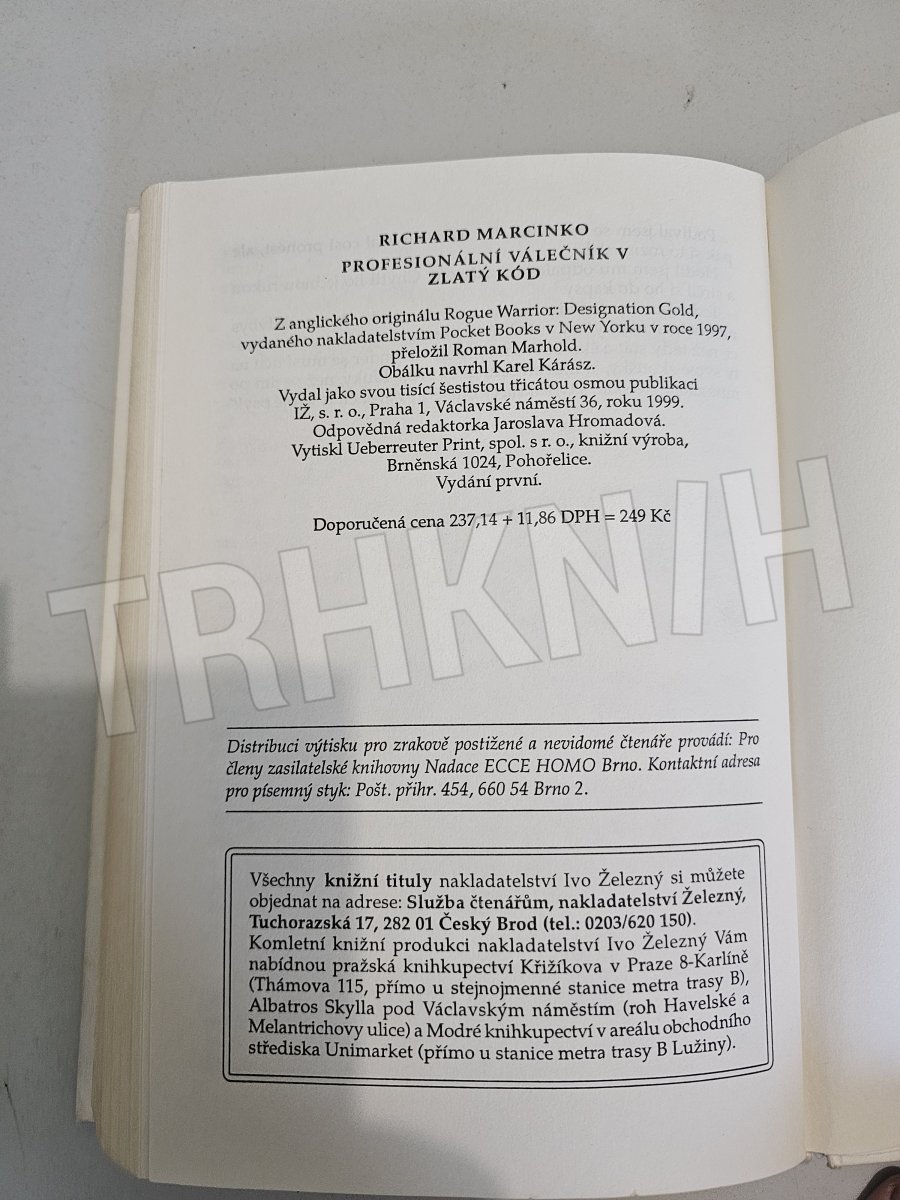 RICHARD MARCINKO
PROFESIONÁLNÍ VÁLEČNÍK V
ZLATÝ KÓD
Z anglického originálu Rogue Warrior: Designation Gold,
vydaného nakladatelstvím Pocket Books v New Yorku v roce 1997,
přeložil Roman Marhold.
Obálku navrhl Karel Kárász.
Vydal jako svou tisící šestistou třicátou osmou publikaci
IŽ, s. r. o., Praha 1, Václavské náměstí 36, roku 1999.
Odpovědná redaktorka Jaroslava Hromadová.
Vytiskl Ueberreuter Print, spol. s r. o., knižní výroba,
Brněnská 1024, Pohořelice.
Vydání první.
Doporučená cena 237,14 + 11,86 DPH = 249 Kč
TRHKNIH
Distribuci výtisku pro zrakově postižené a nevidomé čtenáře provádí: Pro
členy zasilatelské knihovny Nadace ECCE HOMO Brno. Kontaktní adresa
pro písemný styk: Pošt. přihr. 454, 660 54 Brno 2.
Všechny knižní tituly nakladatelství Ivo Železný si můžete
objednat na adrese: Služba čtenářům, nakladatelství Železný,
Tuchorazská 17, 282 01 Český Brod (tel.: 0203/620 150).
Komletní knižní produkci nakladatelství Ivo Železný Vám
nabídnou pražská knihkupectví Křižíkova v Praze 8-Karlíně
(Thámova 115, přímo u stejnojmenné stanice metra trasy B),
Albatros Skylla pod Václavským náměstím (roh Havelské a
Melantrichovy ulice) a Modré knihkupectví v areálu obchodního
střediska Unimarket (přímo u stanice metra trasy B Lužiny).